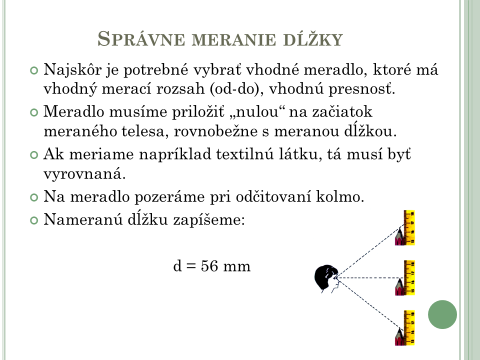 SPRÁVNE MERANIE DĹŽKY
Najskôr je potrebné vybrať vhodné meradlo, ktoré má
vhodný merací rozsah (od-do), vhodnú presnosť.
Meradlo musíme priložiť „nulou“ na začiatok
meraného telesa, rovnobežne s meranou dĺžkou.
Ak meriame napríklad textilnú látku, tá musí byť
vyrovnaná.
Na meradlo pozeráme pri odčitovaní kolmo.
Nameranú dĺžku zapíšeme:
d = 56 mm